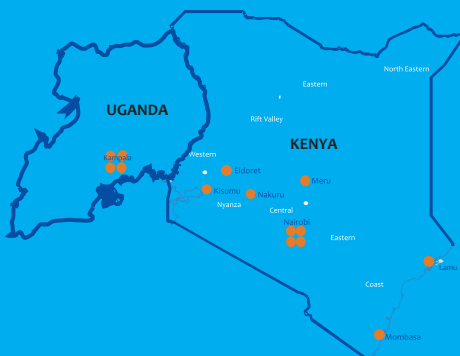 North Eastern
Eastern
UGANDA
Rift Valley
KENYA
Western
Kampala
Eldoret
Meru
Kisumu
Nakuru
Nyanza
Central
Nairobi
Eastern
Lamu
Coast
Mombasa